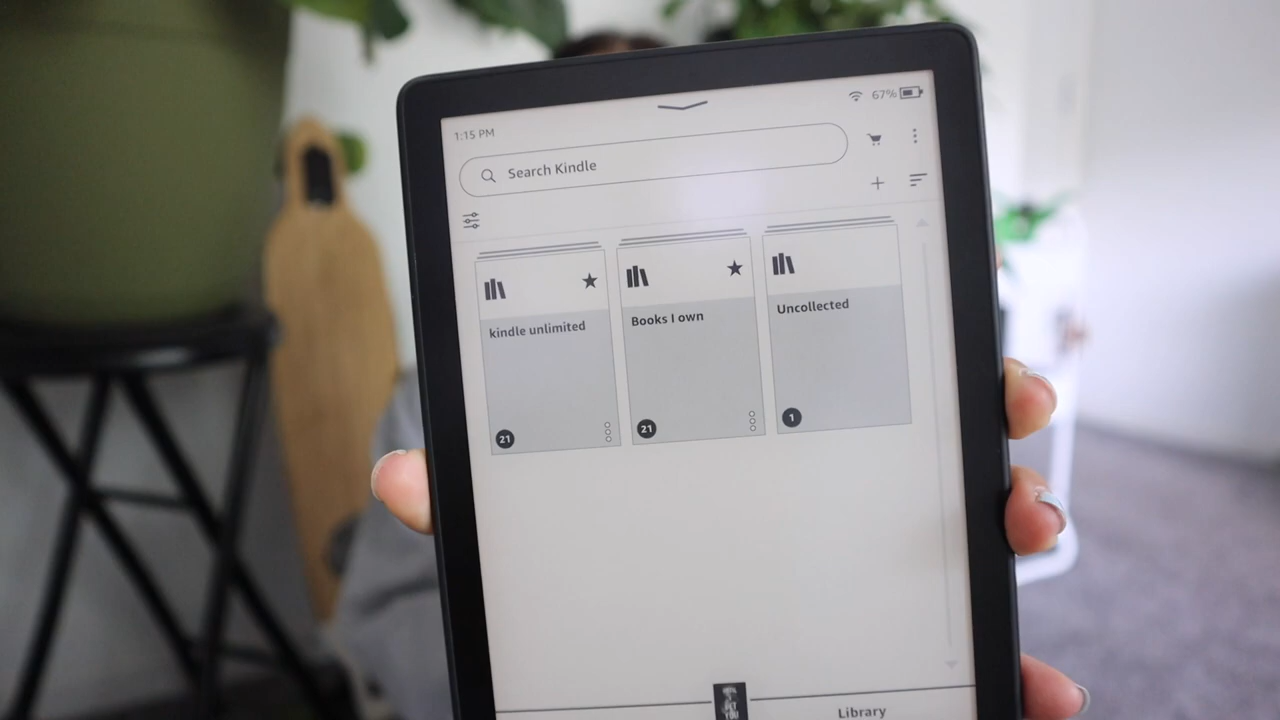 1:15 PM
67%
Search Kindle
kindle unlimited
Books I own
Uncollected
21
21
1
Library